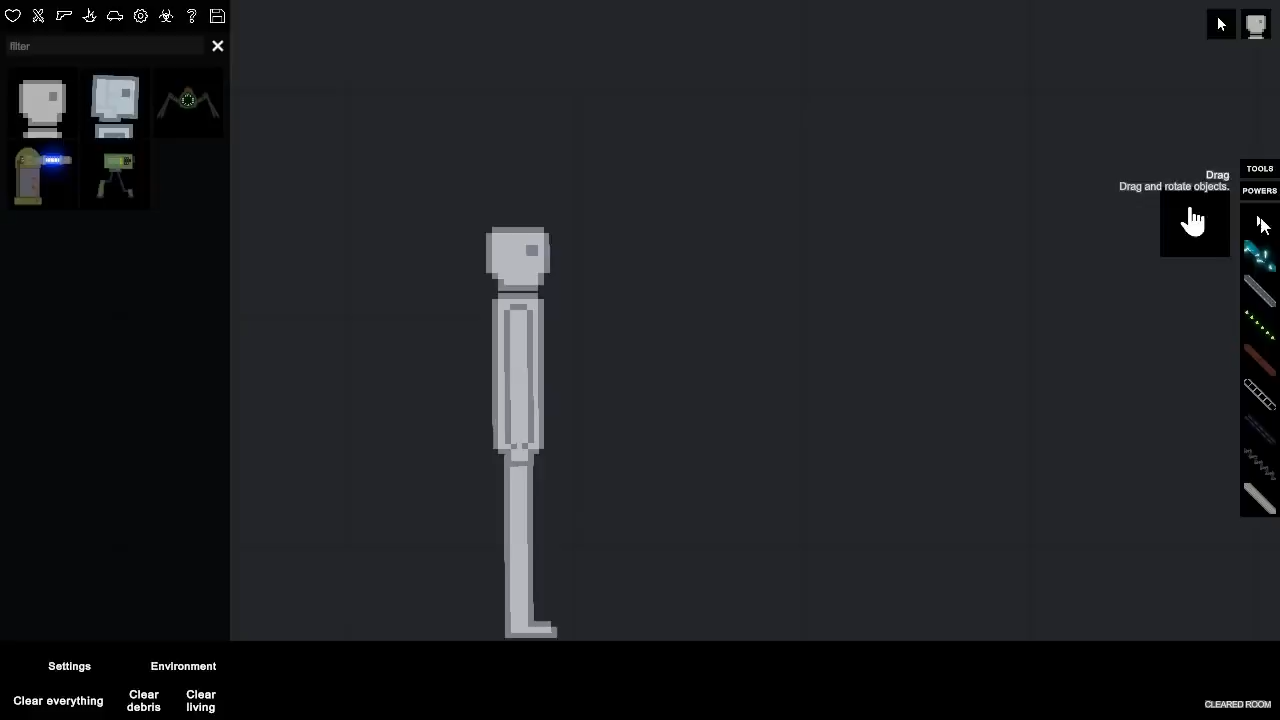 filter
Drag
Drag and rotate objects.
TOOLS
POWERS
Settings
Environment
Clear everything
Clear
debris
Clear
living
CLEARED ROOM